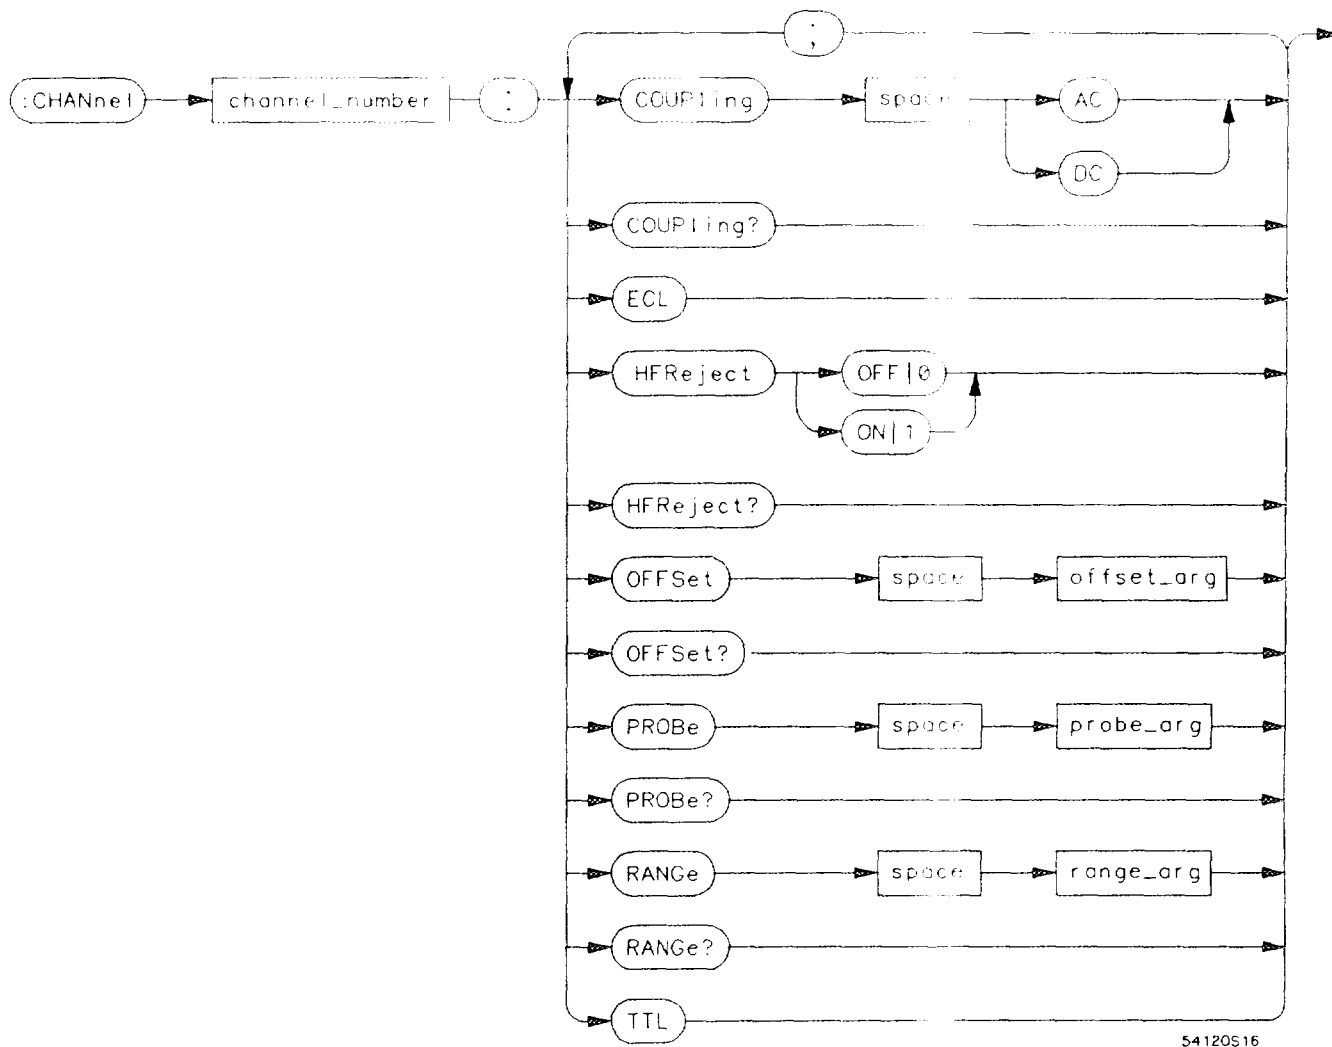 ;
:CHANnel channel_number : COUPling space AC
DC
COUPling?
ECL
HFReject OFF|0
ON|1
HFReject?
OFFSet space offset_arg
OFFSet?
PROBe space probe_arg
PROBe?
RANGe space range_arg
RANGe?
TTL
54120S16